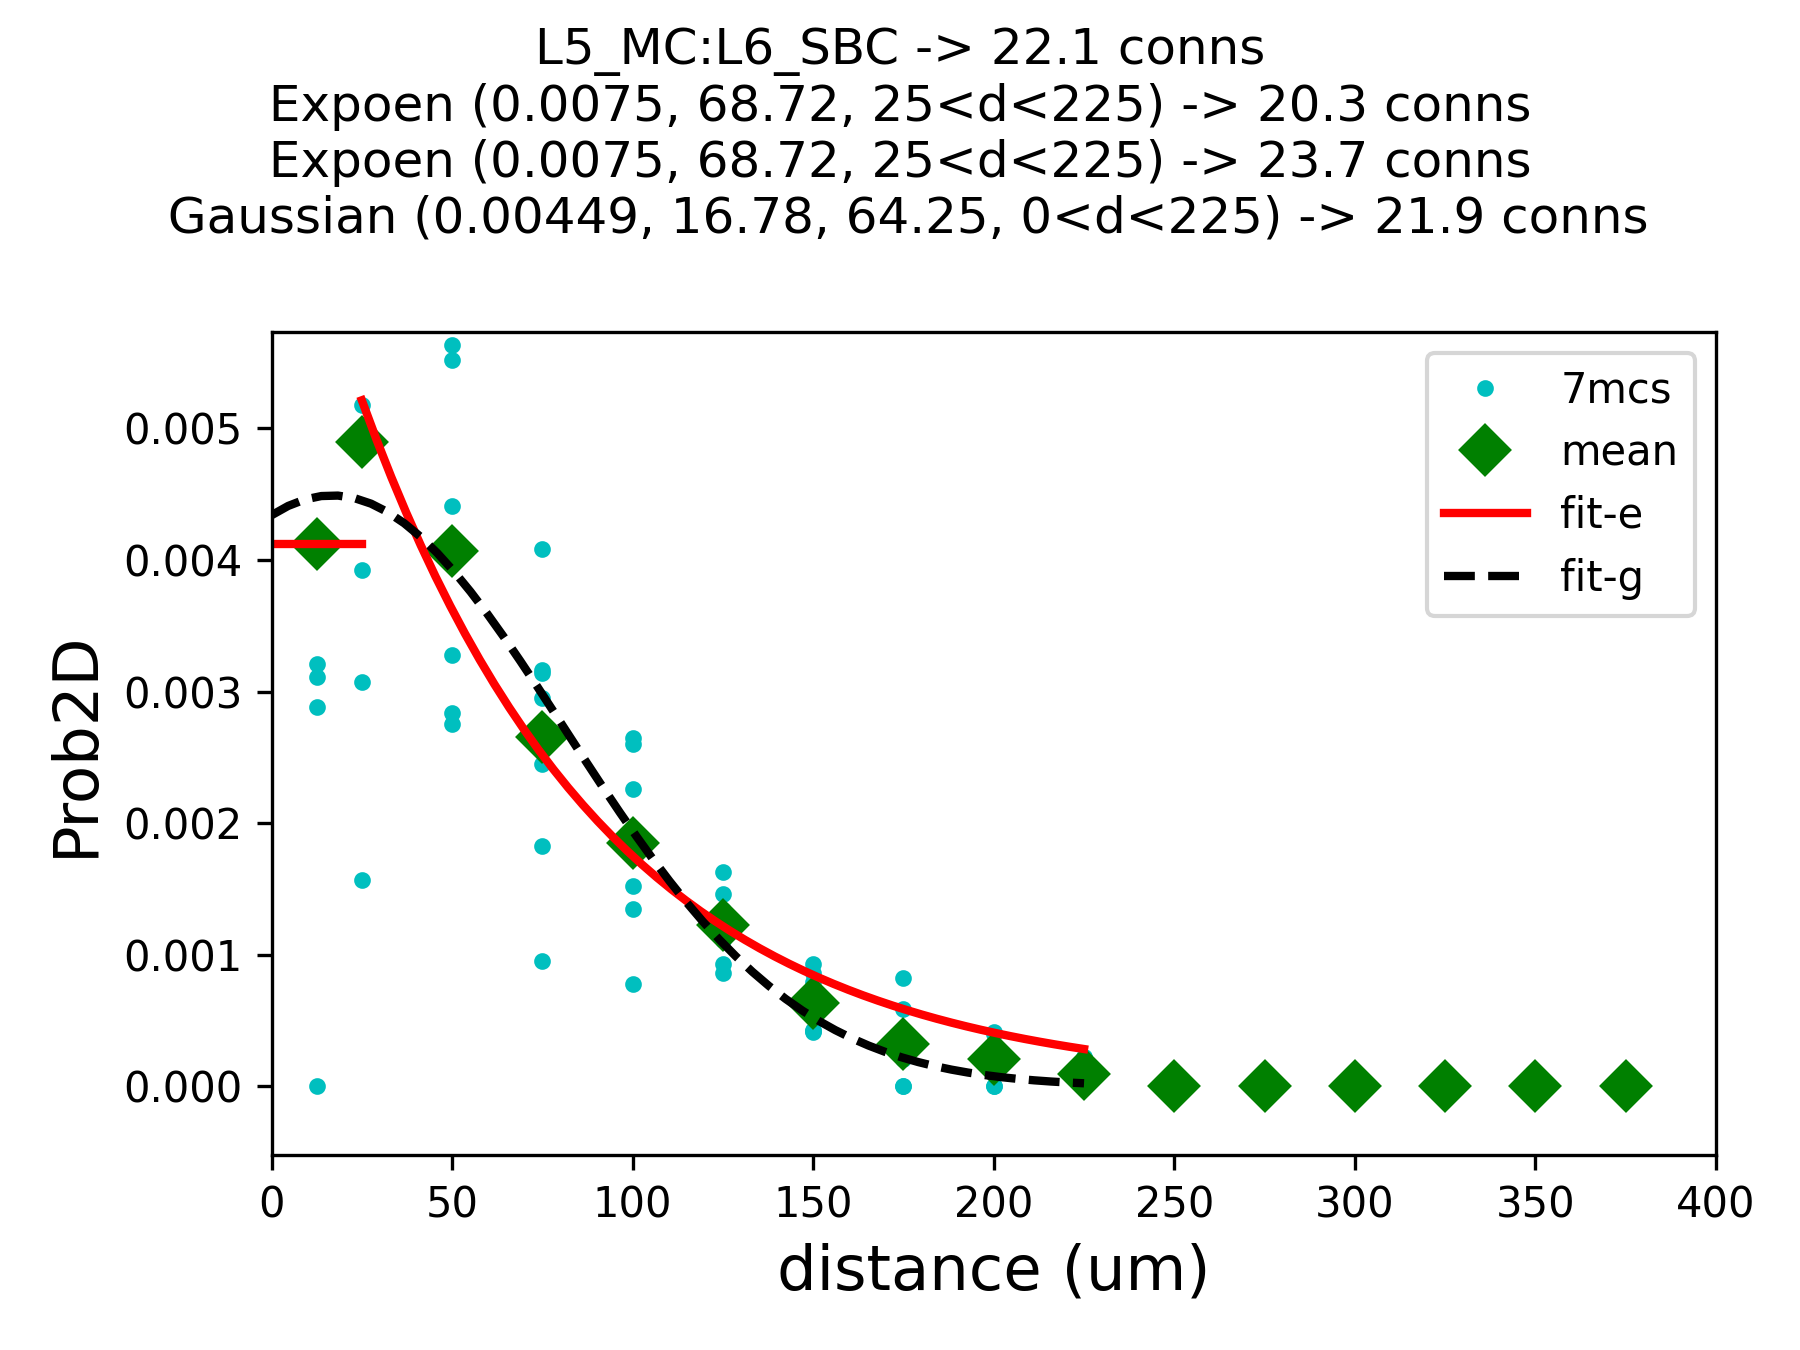 L5_MC:L6_SBC -> 22.1 conns
Expoen (0.0075, 68.72, 25<d<225) -> 20.3 conns
Expoen (0.0075, 68.72, 25<d<225) -> 23.7 conns
Gaussian (0.00449, 16.78, 64.25, 0<d<225) -> 21.9 conns
7mcs
mean
fit-e
fit-g
Prob2D
0.005
0.004
0.003
0.002
0.001
0.000
0 50 100 150 200 250 300 350 400
distance (um)